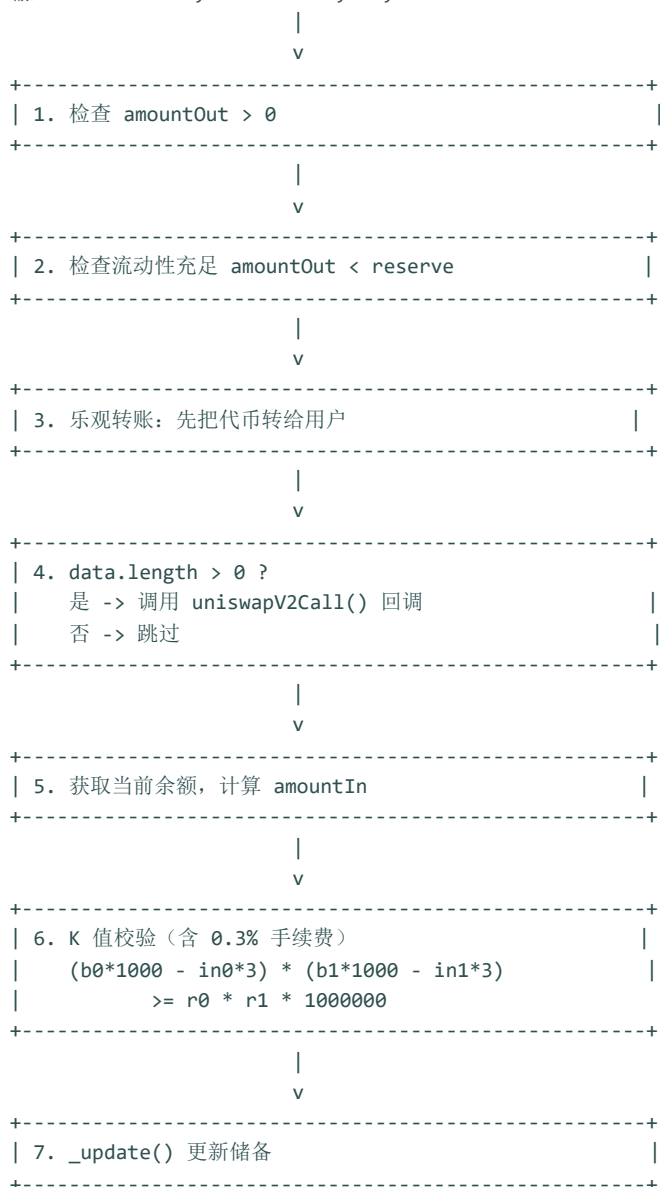 |
v
+-----------------------------------------------------+
| 1. 检查 amountOut > 0 |
+-----------------------------------------------------+
|
v
+-----------------------------------------------------+
| 2. 检查流动性充足 amountOut < reserve |
+-----------------------------------------------------+
|
v
+-----------------------------------------------------+
| 3. 乐观转账：先把代币转给用户 |
+-----------------------------------------------------+
|
v
+-----------------------------------------------------+
| 4. data.length > 0 ?
| 是 -> 调用 uniswapV2Call() 回调 |
| 否 -> 跳过 |
+-----------------------------------------------------+
|
v
+-----------------------------------------------------+
| 5. 获取当前余额，计算 amountIn |
+-----------------------------------------------------+
|
v
+-----------------------------------------------------+
| 6. K 值校验（含 0.3% 手续费） |
| (b0*1000 - in0*3) * (b1*1000 - in1*3) |
| >= r0 * r1 * 1000000
+-----------------------------------------------------+
|
v
+-----------------------------------------------------+
| 7. _update() 更新储备 |
+-----------------------------------------------------+